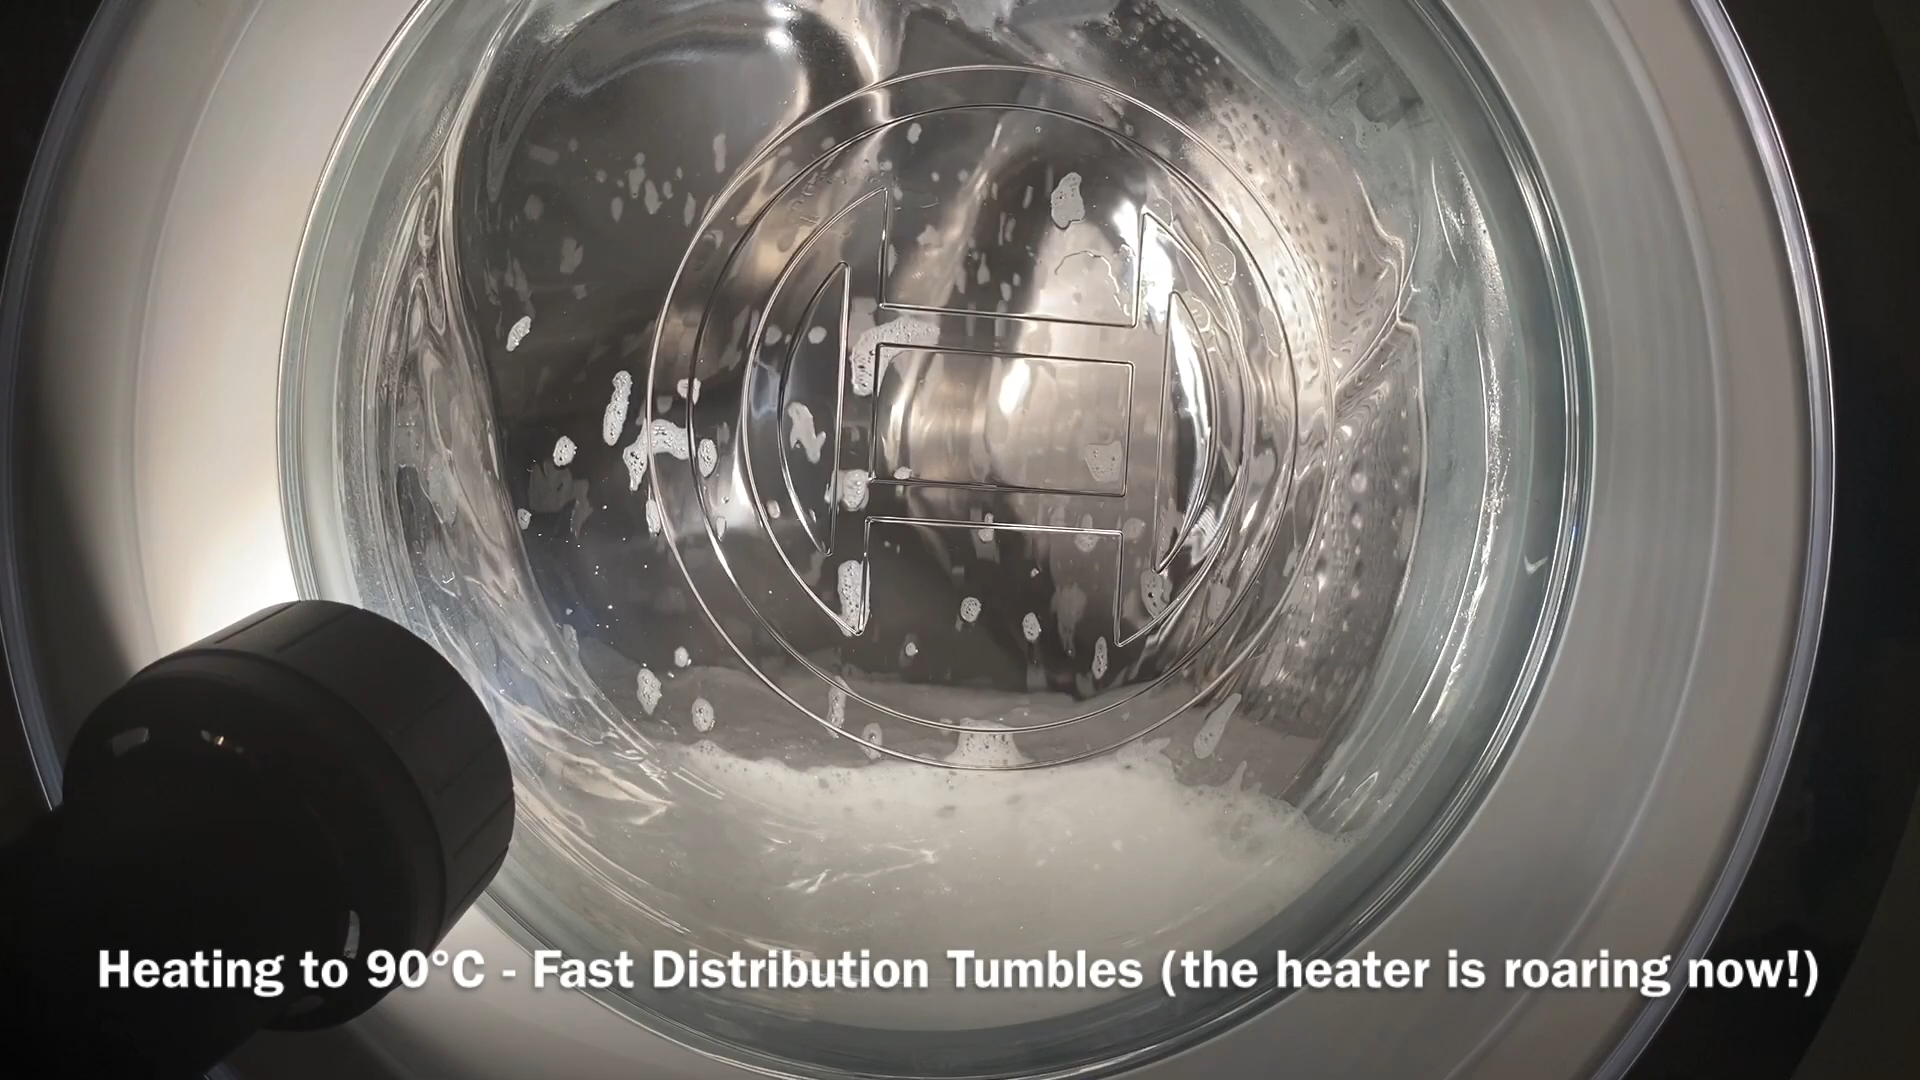 Heating to 90°C - Fast Distribution Tumbles (the heater is roaring now!)